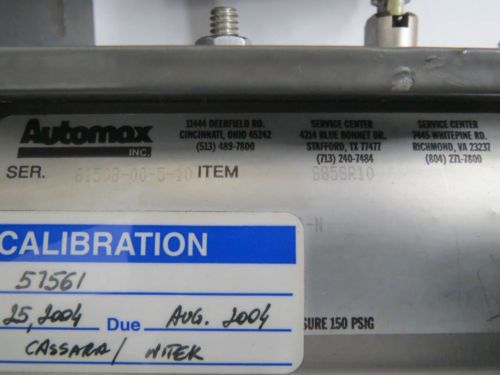 Automax
INC.
11444 DEERFIELD RD.
CINCINNATI, OHIO 45242
(513) 489-7800
SERVICE CENTER
4214 BLUE BONNET DR.
STAFFORD, TX 77477
(713) 240-7484
SERVICE CENTER
7445 WHITEPINE RD.
RICHMOND, VA 23237
(804) 271-7800
SER. ITEM S85SR10
-N
CALIBRATION
57561
25, 2004 Due AUG. 2004
CASSARA/ WITEK
SURE 150 PSIG